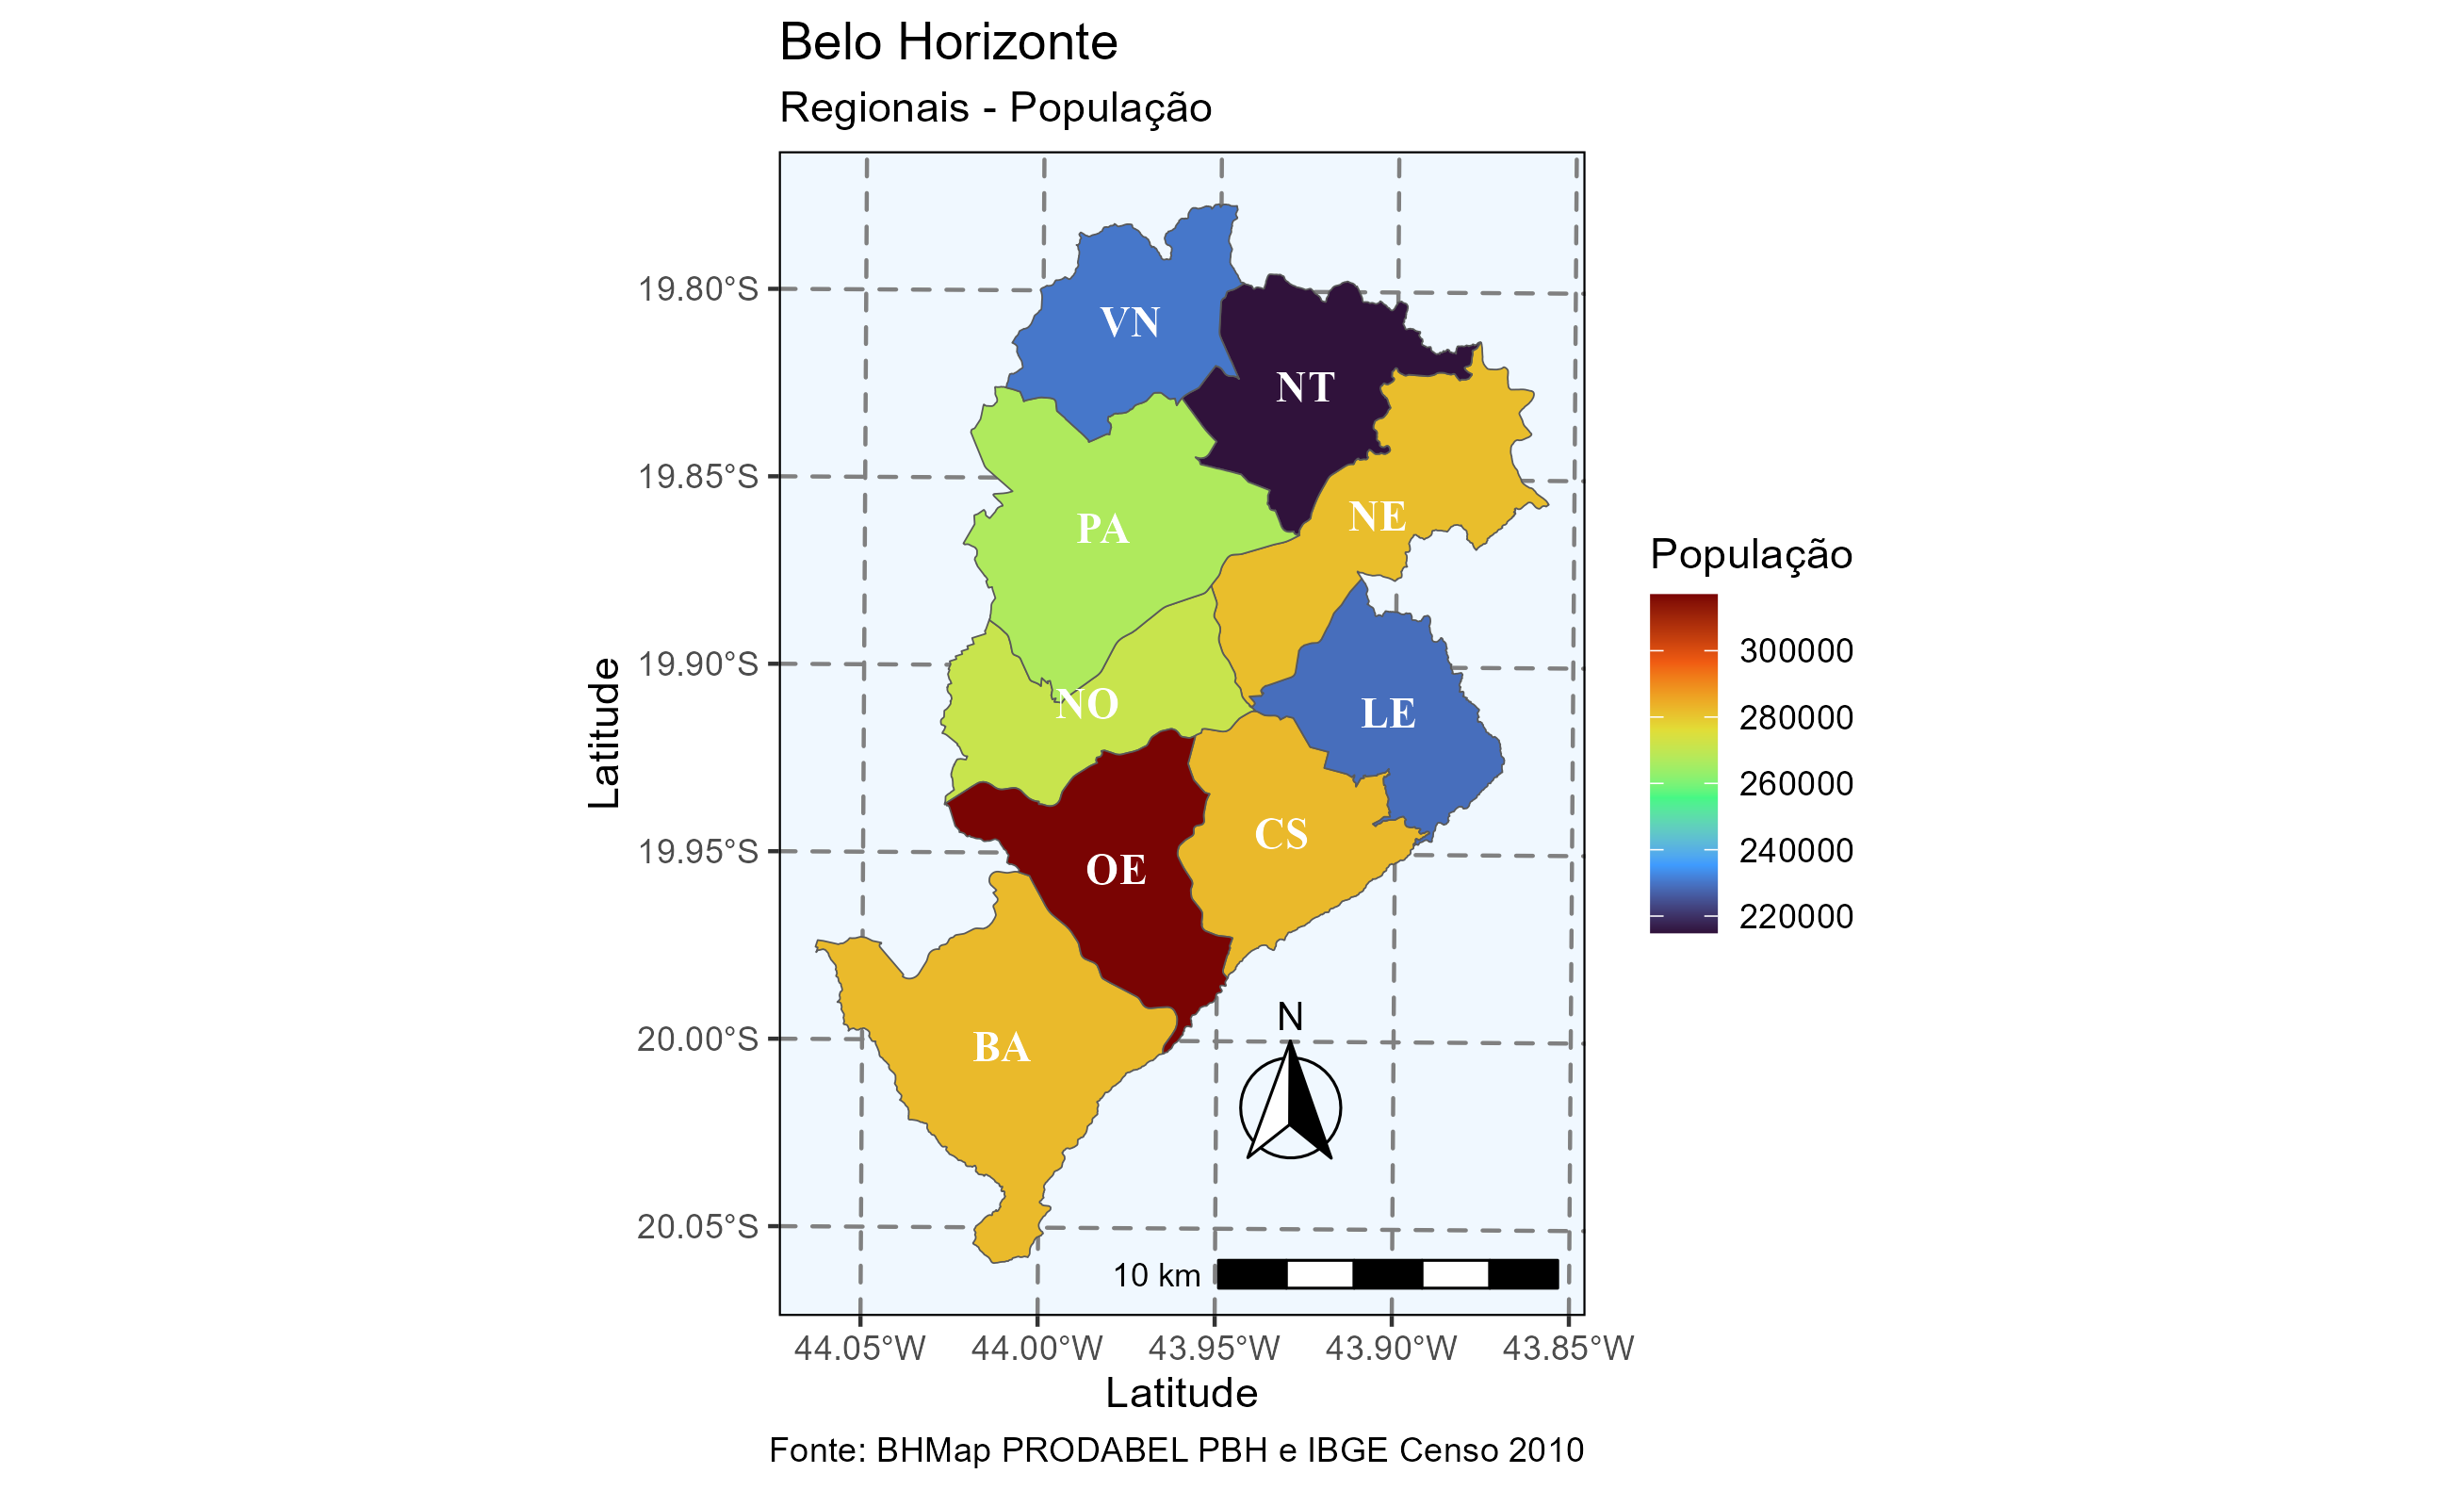 Belo Horizonte
Regionais - População
19.80°S
19.85°S
19.90°S
19.95°S
20.00°S
20.05°S
Latitude
VN
NT
NE
PA
NO
LE
CS
OE
BA
N
10 km
44.05°W 44.00°W 43.95°W 43.90°W 43.85°W
Latitude
Fonte: BHMap PRODABEL PBH e IBGE Censo 2010
População
300000
280000
260000
240000
220000